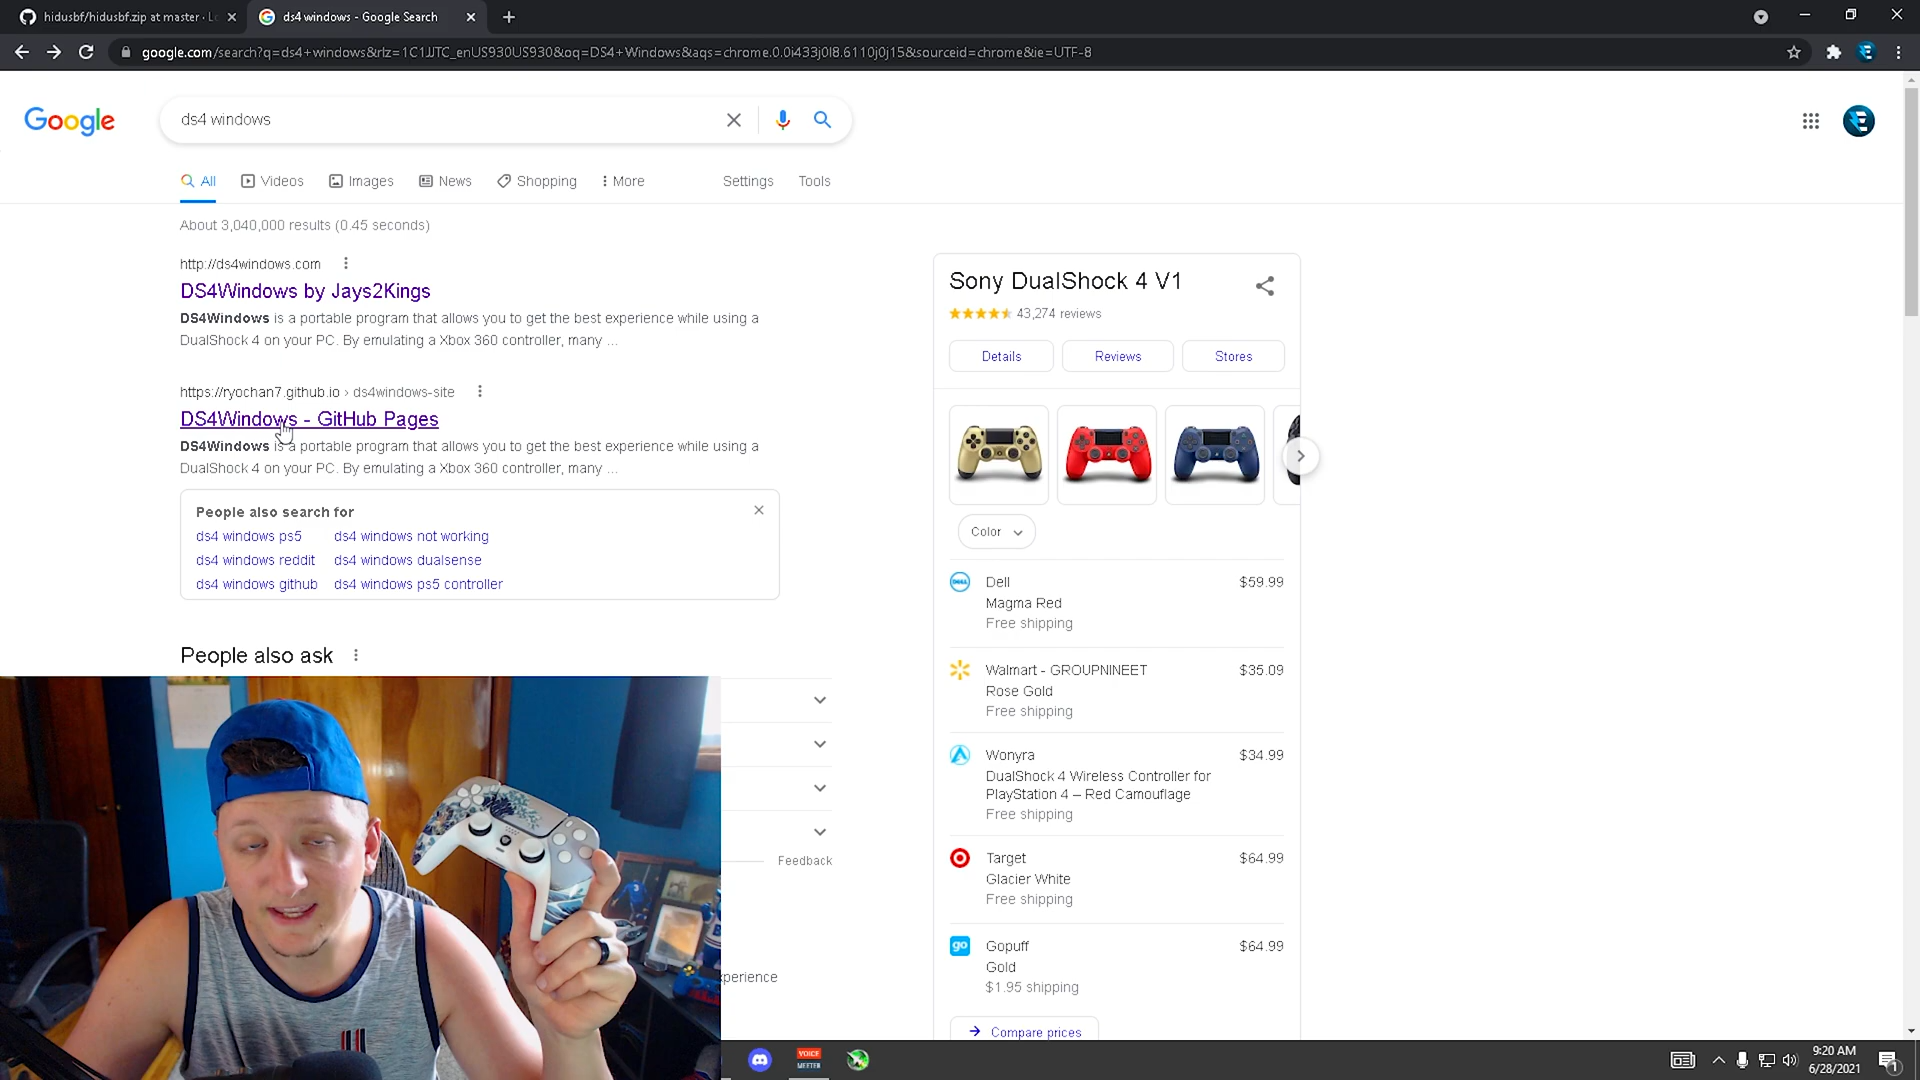 hidusbf/hidusbf.zip at master · Lo
ds4 windows - Google Search
google.com/search?q=ds4+windows&rlz=1C1JJTC_enUS930US930&oq=DS4+Windows&aqs=chrome.0.0i433j0l8.6110j0j15&sourceid=chrome&ie=UTF-8
Google
ds4 windows
All
Videos
Images
News
Shopping
More
Settings
Tools
About 3,040,000 results (0.45 seconds)
http://ds4windows.com
DS4Windows by Jays2Kings
DS4Windows is a portable program that allows you to get the best experience while using a
DualShock 4 on your PC. By emulating a Xbox 360 controller, many ...
https://ryochan7.github.io › ds4windows-site
DS4Windows - GitHub Pages
DS4Windows is a portable program that allows you to get the best experience while using a
DualShock 4 on your PC. By emulating a Xbox 360 controller, many ...
People also search for
ds4 windows ps5
ds4 windows not working
ds4 windows reddit
ds4 windows dualsense
ds4 windows github
ds4 windows ps5 controller
People also ask
Feedback
xperience
Sony DualShock 4 V1
43,274 reviews
Details
Reviews
Stores
Color
Dell
$59.99
Magma Red
Free shipping
Walmart - GROUPNINEET
$35.09
Rose Gold
Free shipping
Wonyra
$34.99
DualShock 4 Wireless Controller for
PlayStation 4 – Red Camouflage
Free shipping
Target
$64.99
Glacier White
Free shipping
go
Gopuff
$64.99
Gold
$1.95 shipping
Compare prices
VOICE
MEETER
9:20 AM
6/28/2021
1